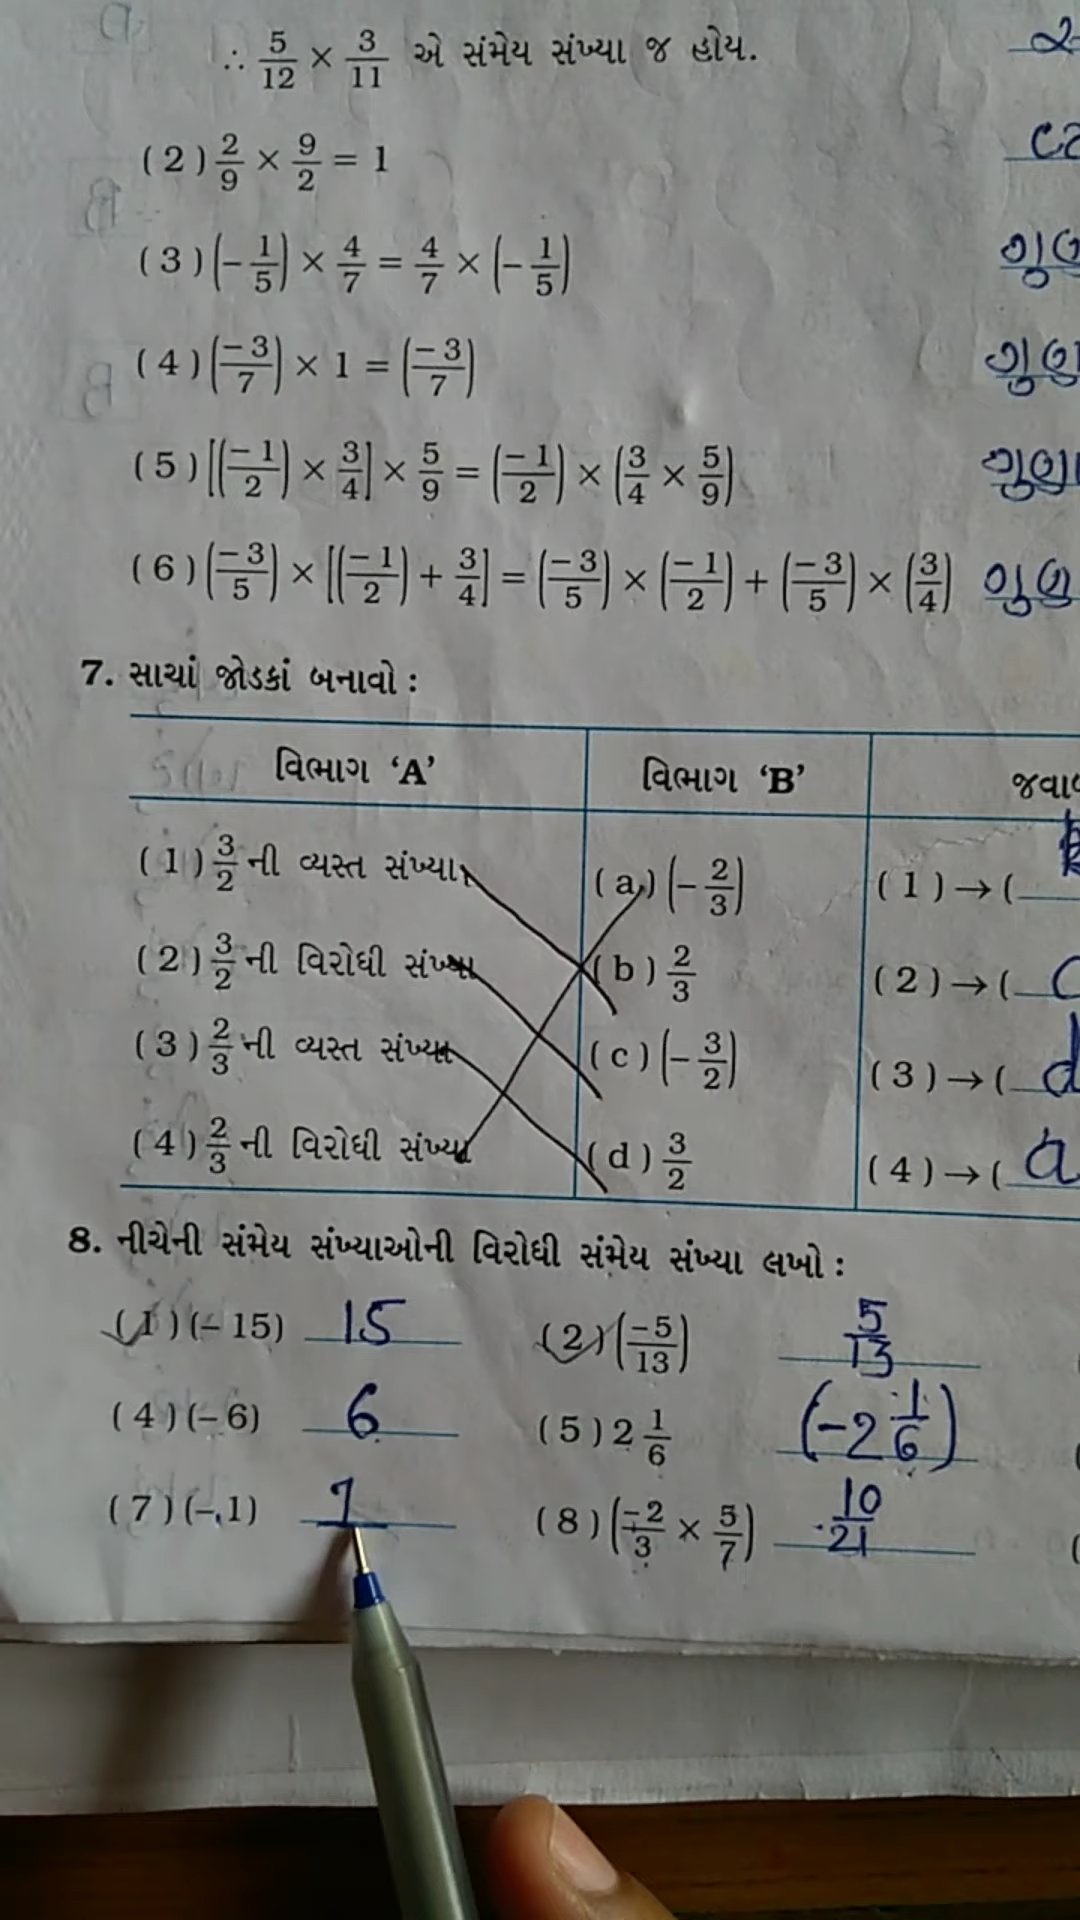 ∴ 5/12 × 3/11 એ સંમેય સંખ્યા જ હોય.
(2) 2/9 × 9/2 = 1
(3) (-1/5) × 4/7 = 4/7 × (-1/5)
(4) (-3/7) × 1 = (-3/7)
(5) [(-1/2) × 3/4] × 5/9 = (-1/2) × (3/4 × 5/9)
(6) (-3/5) × [(-1/2) + 3/4] = (-3/5) × (-1/2) + (-3/5) × (3/4)
7. સાચાં જોડકાં બનાવો :
વિભાગ ‘A’ વિભાગ ‘B’
(1) 3/2 ની વ્યસ્ત સંખ્યા (a) (-2/3) (1) → (
(2) 3/2 ની વિરોધી સંખ્યા (b) 2/3 (2) → ( c
(3) 2/3 ની વ્યસ્ત સંખ્યા (c) (-3/2) (3) → ( d
(4) 2/3 ની વિરોધી સંખ્યા (d) 3/2 (4) → ( a
8. નીચેની સંમેય સંખ્યાઓની વિરોધી સંમેય સંખ્યા લખો :
(1) (-15) 15 (2) (-5/13) 5/13
(4) (-6) 6 (5) 2 1/6 (-2 1/6)
(7) (-1) 1 (8) (-2/3 × 5/7) 10/21